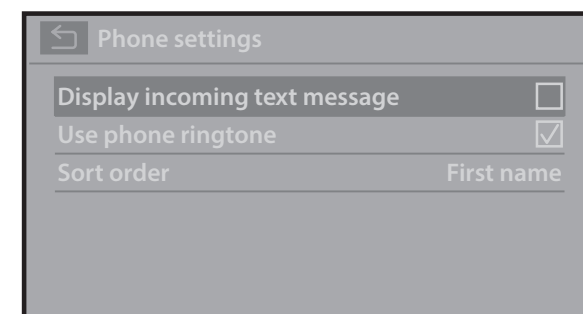 Phone settings
Display incoming text message
Use phone ringtone
Sort order First name